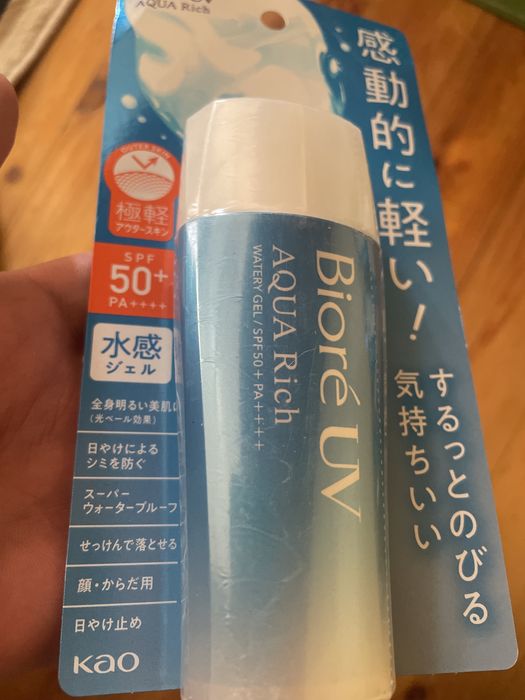 AQUA Rich
感動的に軽い!
するっとのびる
気持ちいい
OUTER SKIN
極軽
アウタースキン
SPF
50+
PA++++
水感
ジェル
全身明るい美肌に
(光ベール効果)
日やけによる
シミを防ぐ
スーパー
ウォータープルーフ
せっけんで落とせる
顔・からだ用
日やけ止め
Kao
Bioré UV
AQUA Rich
WATERY GEL/SPF50+ PA++++